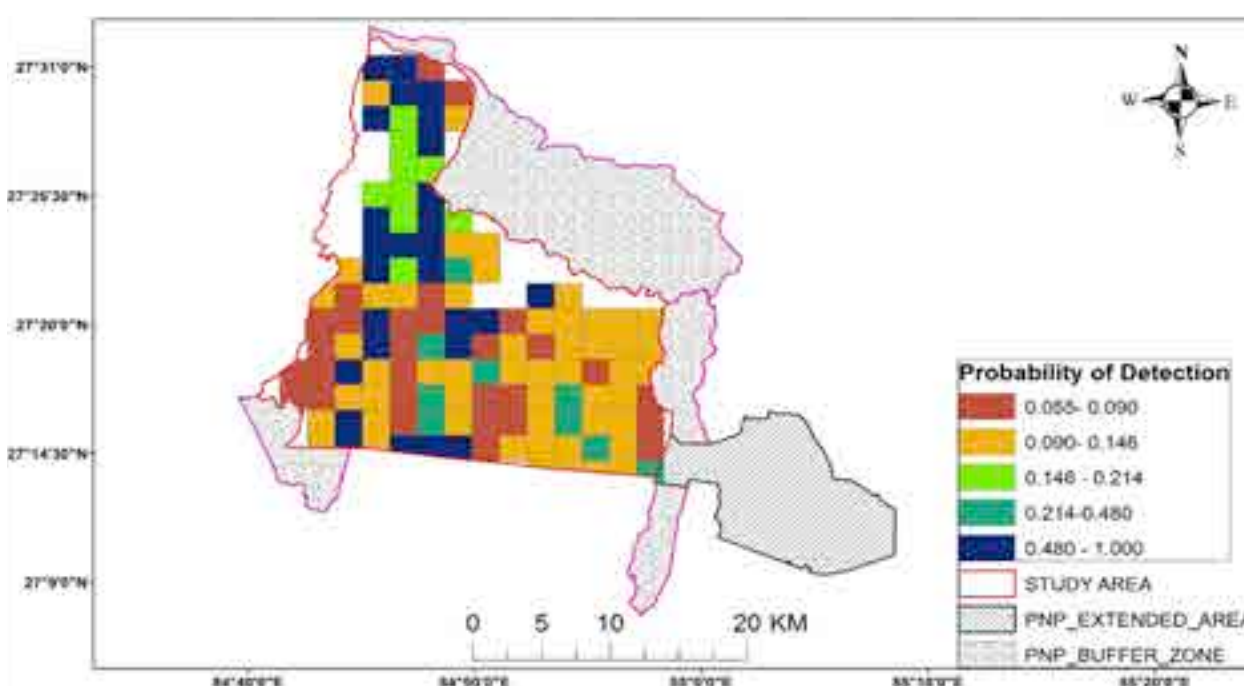 27°31'0"N
N
W
E
S
27°25'30"N
27°20'0"N
Probability of Detection
0.055- 0.090
0.090- 0.146
27°14'30"N
0.146 - 0.214
0.214-0.480
0.480 - 1.000
27°9'0"N
STUDY AREA
0 5 10 20 KM
PNP_EXTENDED_AREA
PNP_BUFFER_ZONE